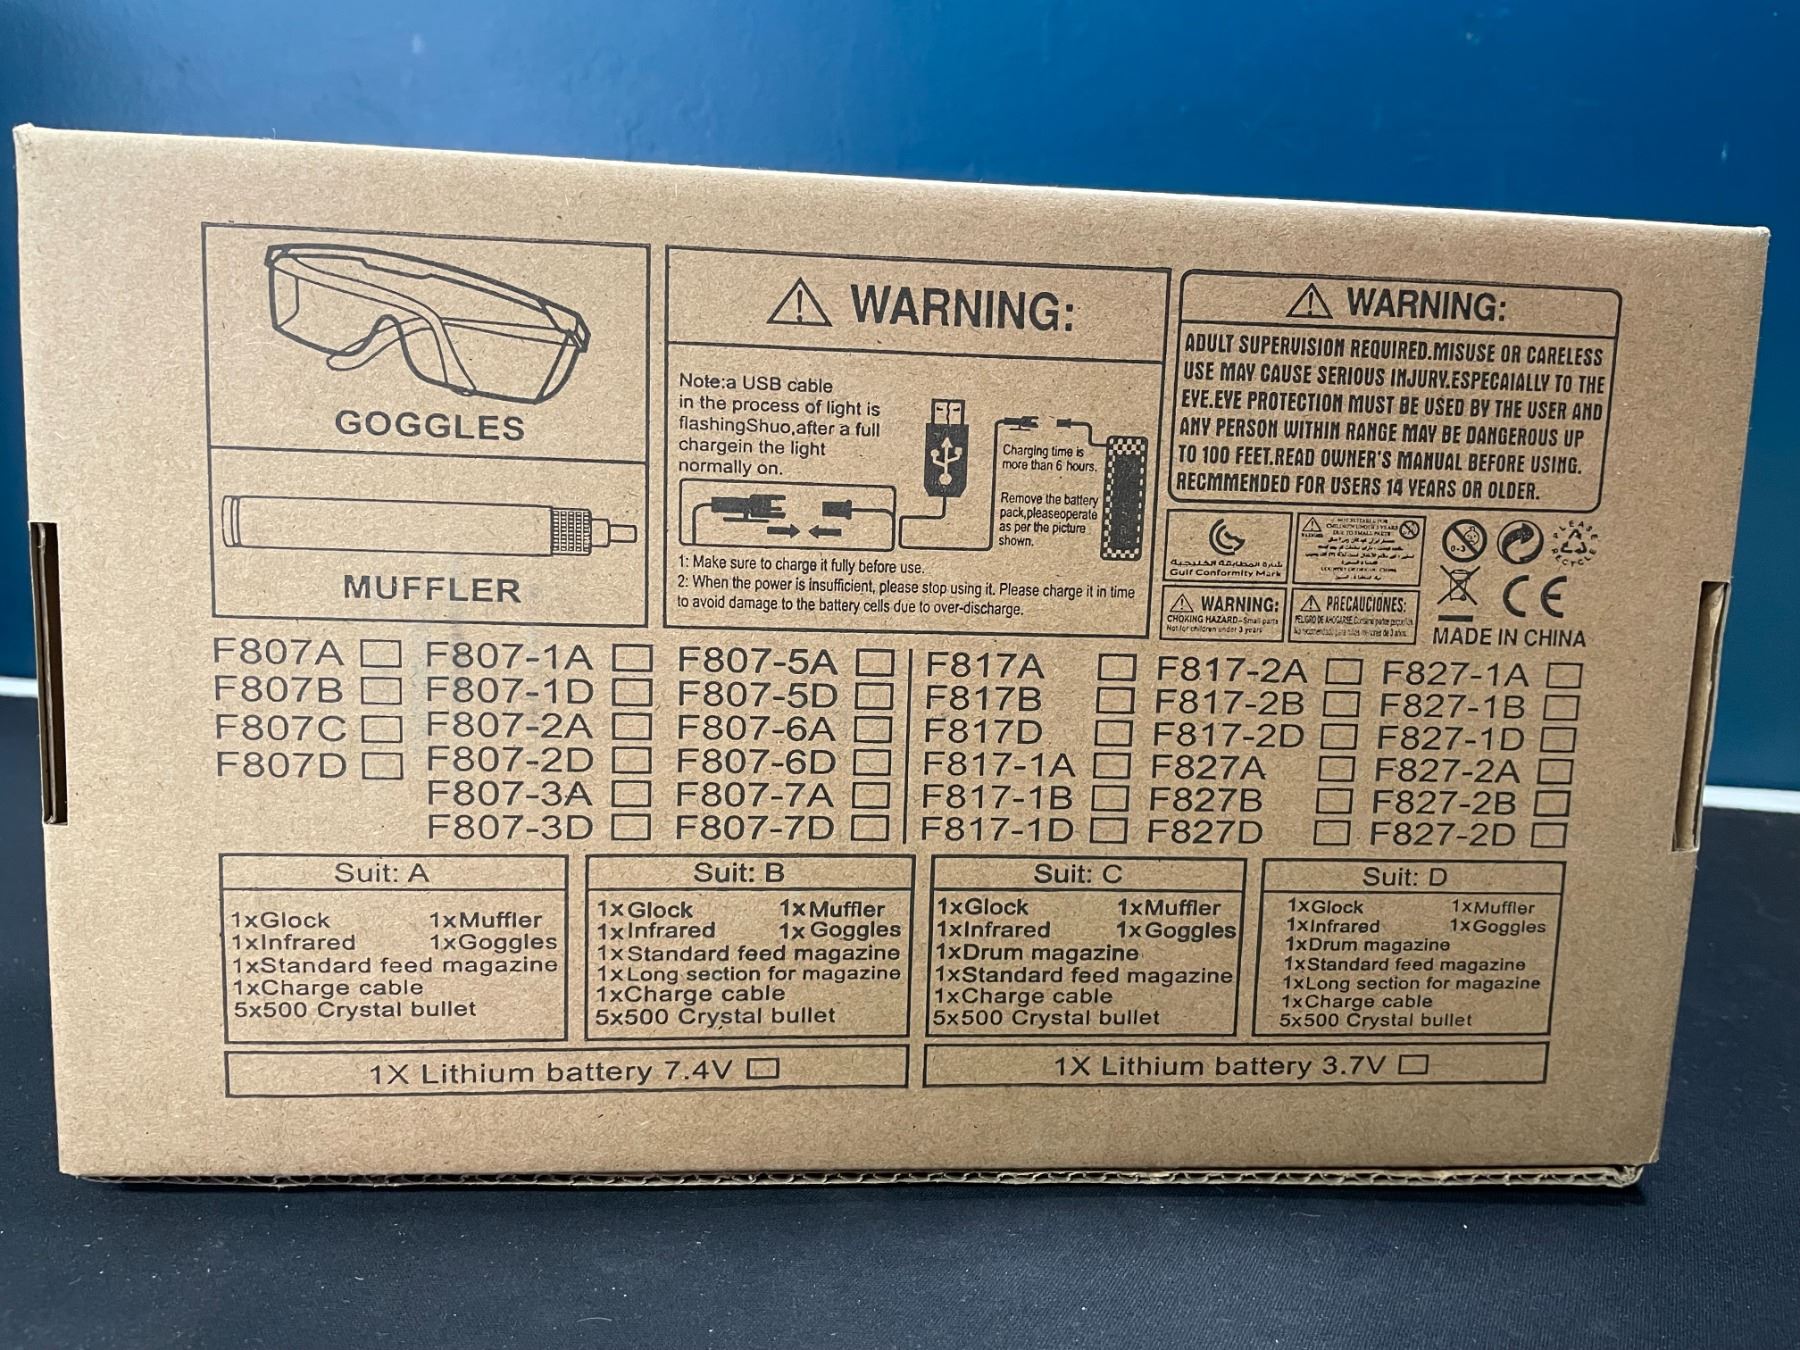 GOGGLES
MUFFLER
WARNING:
Note:a USB cable
in the process of light is
flashingShuo,after a full
chargein the light
normally on.
Charging time is
more than 6 hours.
Remove the battery
pack,pleaseoperate
as per the picture
shown.
1: Make sure to charge it fully before use.
2: When the power is insufficient, please stop using it. Please charge it in time
to avoid damage to the battery cells due to over-discharge.
WARNING:
ADULT SUPERVISION REQUIRED.MISUSE OR CARELESS
USE MAY CAUSE SERIOUS INJURY.ESPECAIALLY TO THE
EYE.EYE PROTECTION MUST BE USED BY THE USER AND
ANY PERSON WITHIN RANGE MAY BE DANGEROUS UP
TO 100 FEET.READ OWNER'S MANUAL BEFORE USING.
RECMMENDED FOR USERS 14 YEARS OR OLDER.
Gulf Conformity Mark
0-3
PLEASE
RECYCLE
WARNING:
CHOKING HAZARD-Small parts
Not for children under 3 years
PRECAUCIONES:
CE
MADE IN CHINA
F807A F807-1A F807-5A F817A F817-2A F827-1A
F807B F807-1D F807-5D F817B F817-2B F827-1B
F807C F807-2A F807-6A F817D F817-2D F827-1D
F807D F807-2D F807-6D F817-1A F827A F827-2A
F807-3A F807-7A F817-1B F827B F827-2B
F807-3D F807-7D F817-1D F827D F827-2D
Suit: A
1xGlock 1xMuffler
1xInfrared 1xGoggles
1xStandard feed magazine
1xCharge cable
5x500 Crystal bullet
Suit: B
1xGlock 1xMuffler
1xInfrared 1xGoggles
1xStandard feed magazine
1xLong section for magazine
1xCharge cable
5x500 Crystal bullet
Suit: C
1xGlock 1xMuffler
1xInfrared 1xGoggles
1xDrum magazine
1xStandard feed magazine
1xCharge cable
5x500 Crystal bullet
Suit: D
1xGlock 1xMuffler
1xInfrared 1xGoggles
1xDrum magazine
1xStandard feed magazine
1xLong section for magazine
1xCharge cable
5x500 Crystal bullet
1X Lithium battery 7.4V
1X Lithium battery 3.7V